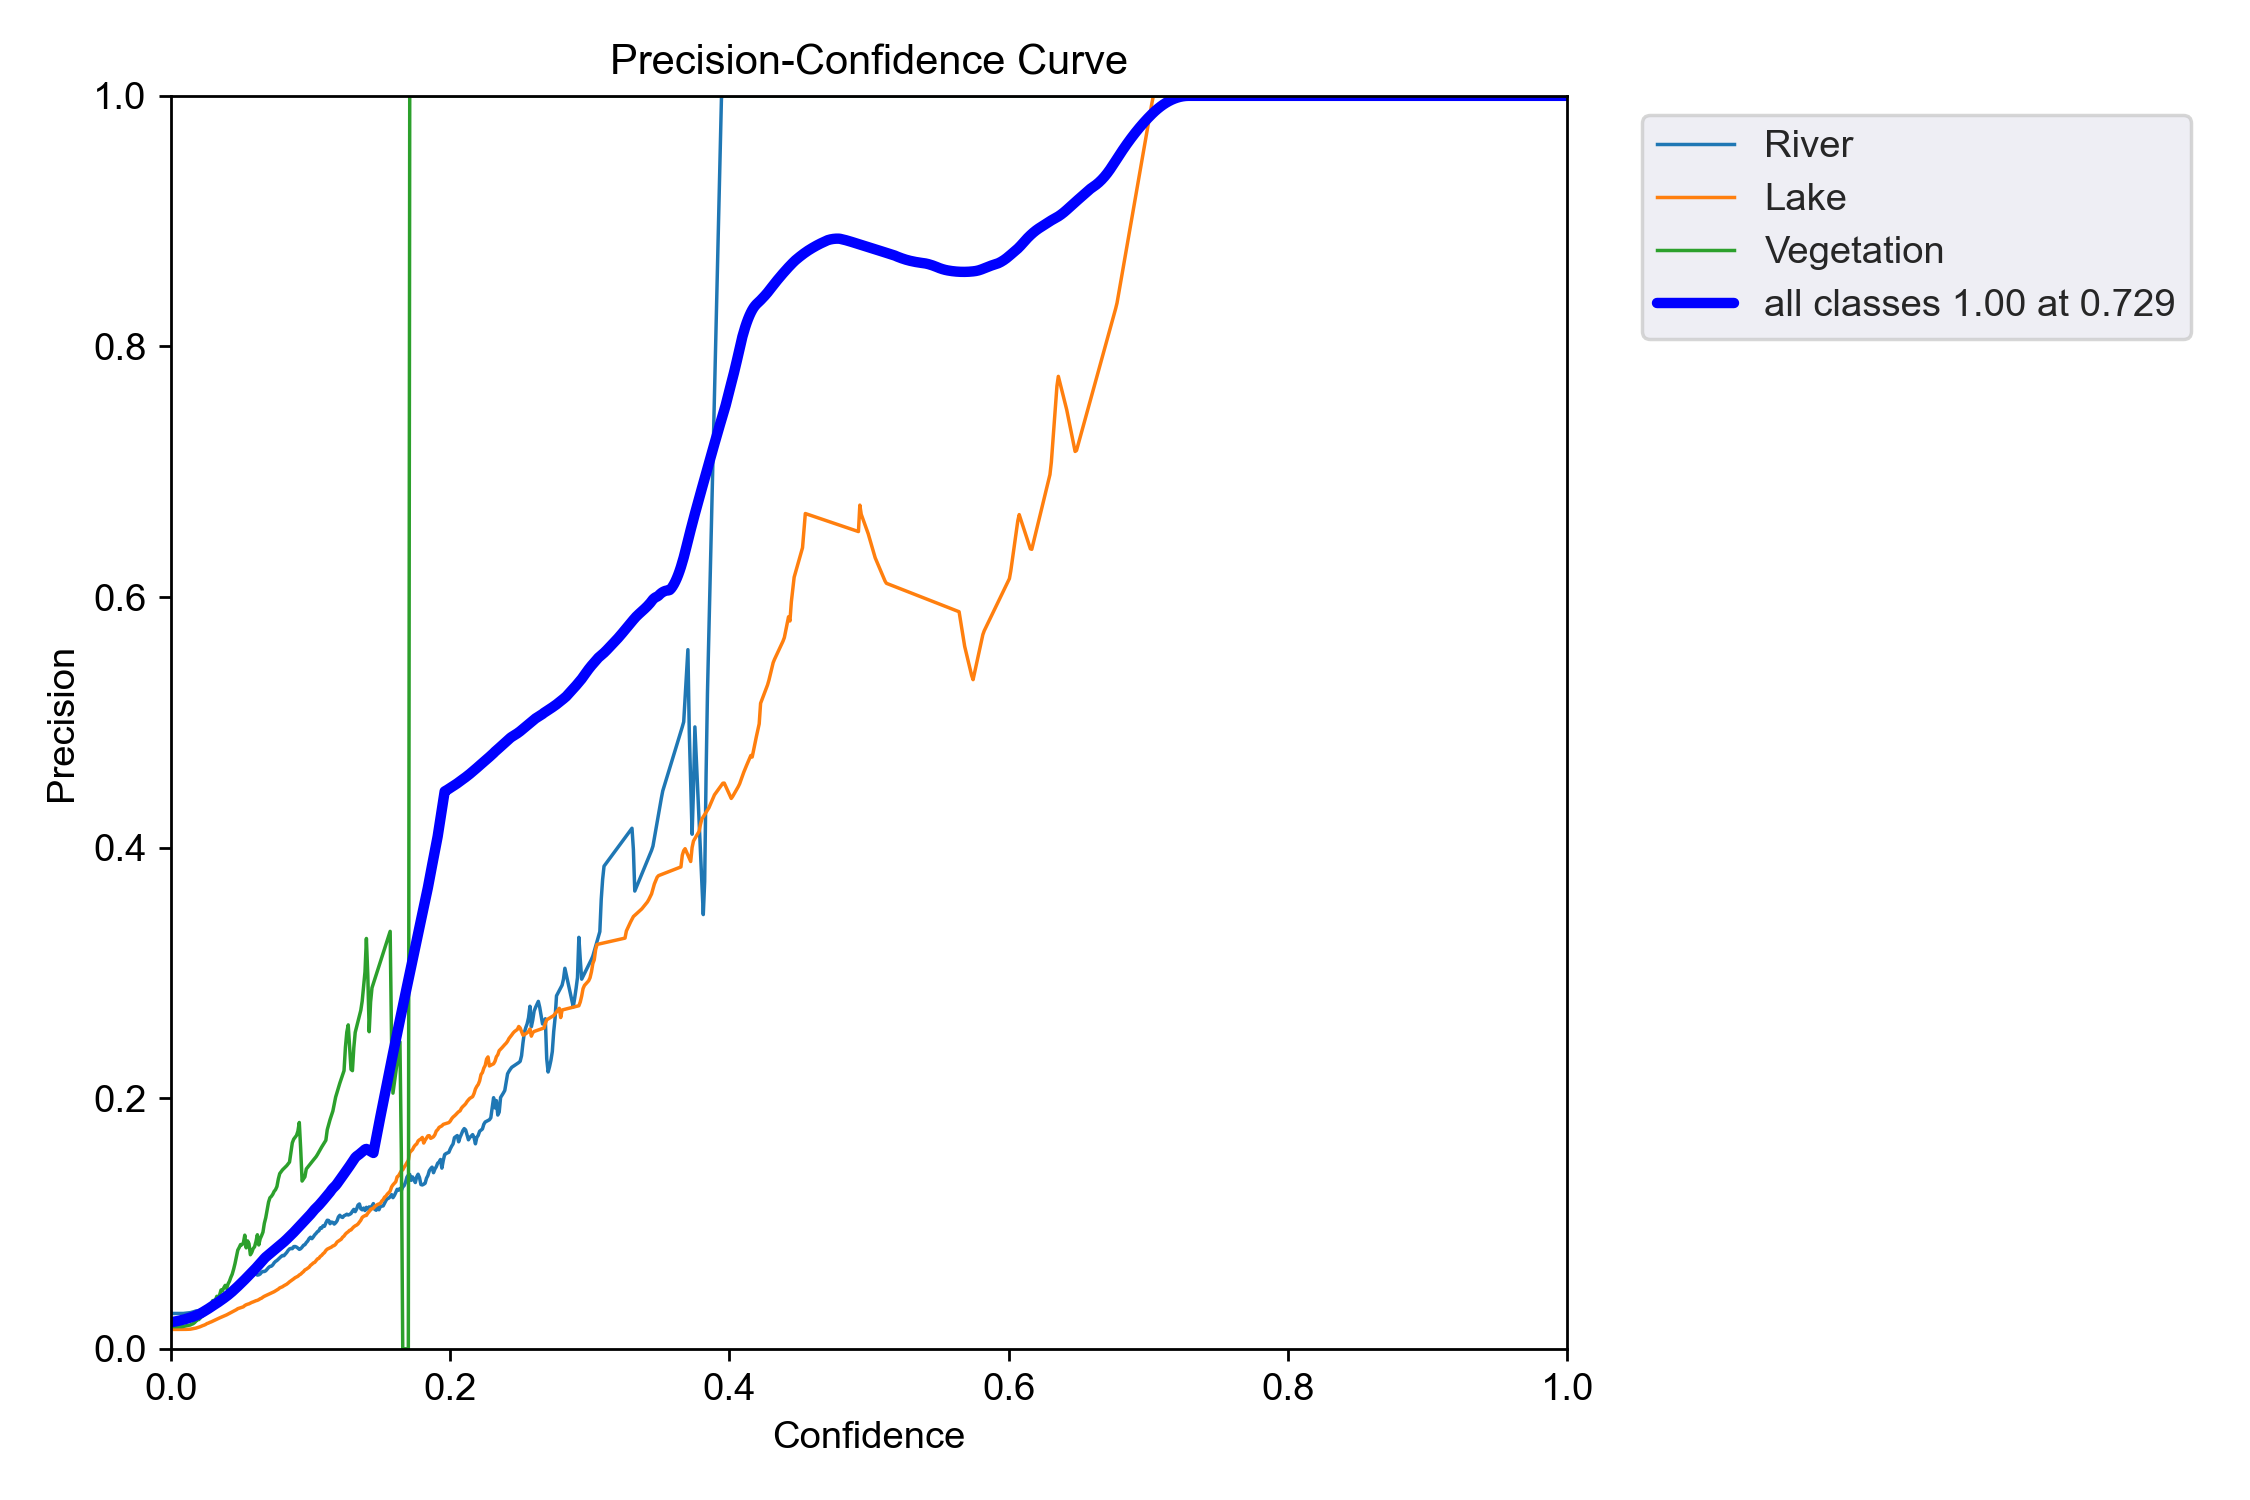 Precision-Confidence Curve
1.0
0.8
0.6
0.4
0.2
0.0
Precision
0.0 0.2 0.4 0.6 0.8 1.0
Confidence
River
Lake
Vegetation
all classes 1.00 at 0.729